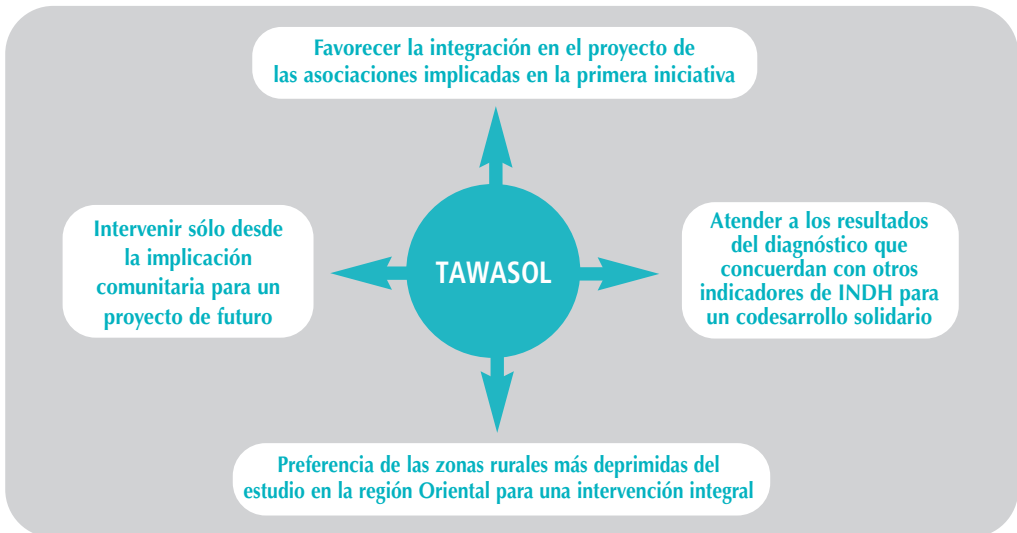 Favorecer la integración en el proyecto de
las asociaciones implicadas en la primera iniciativa
Intervenir sólo desde
la implicación
comunitaria para un
proyecto de futuro
TAWASOL
Atender a los resultados
del diagnóstico que
concuerdan con otros
indicadores de INDH para
un codesarrollo solidario
Preferencia de las zonas rurales más deprimidas del
estudio en la región Oriental para una intervención integral